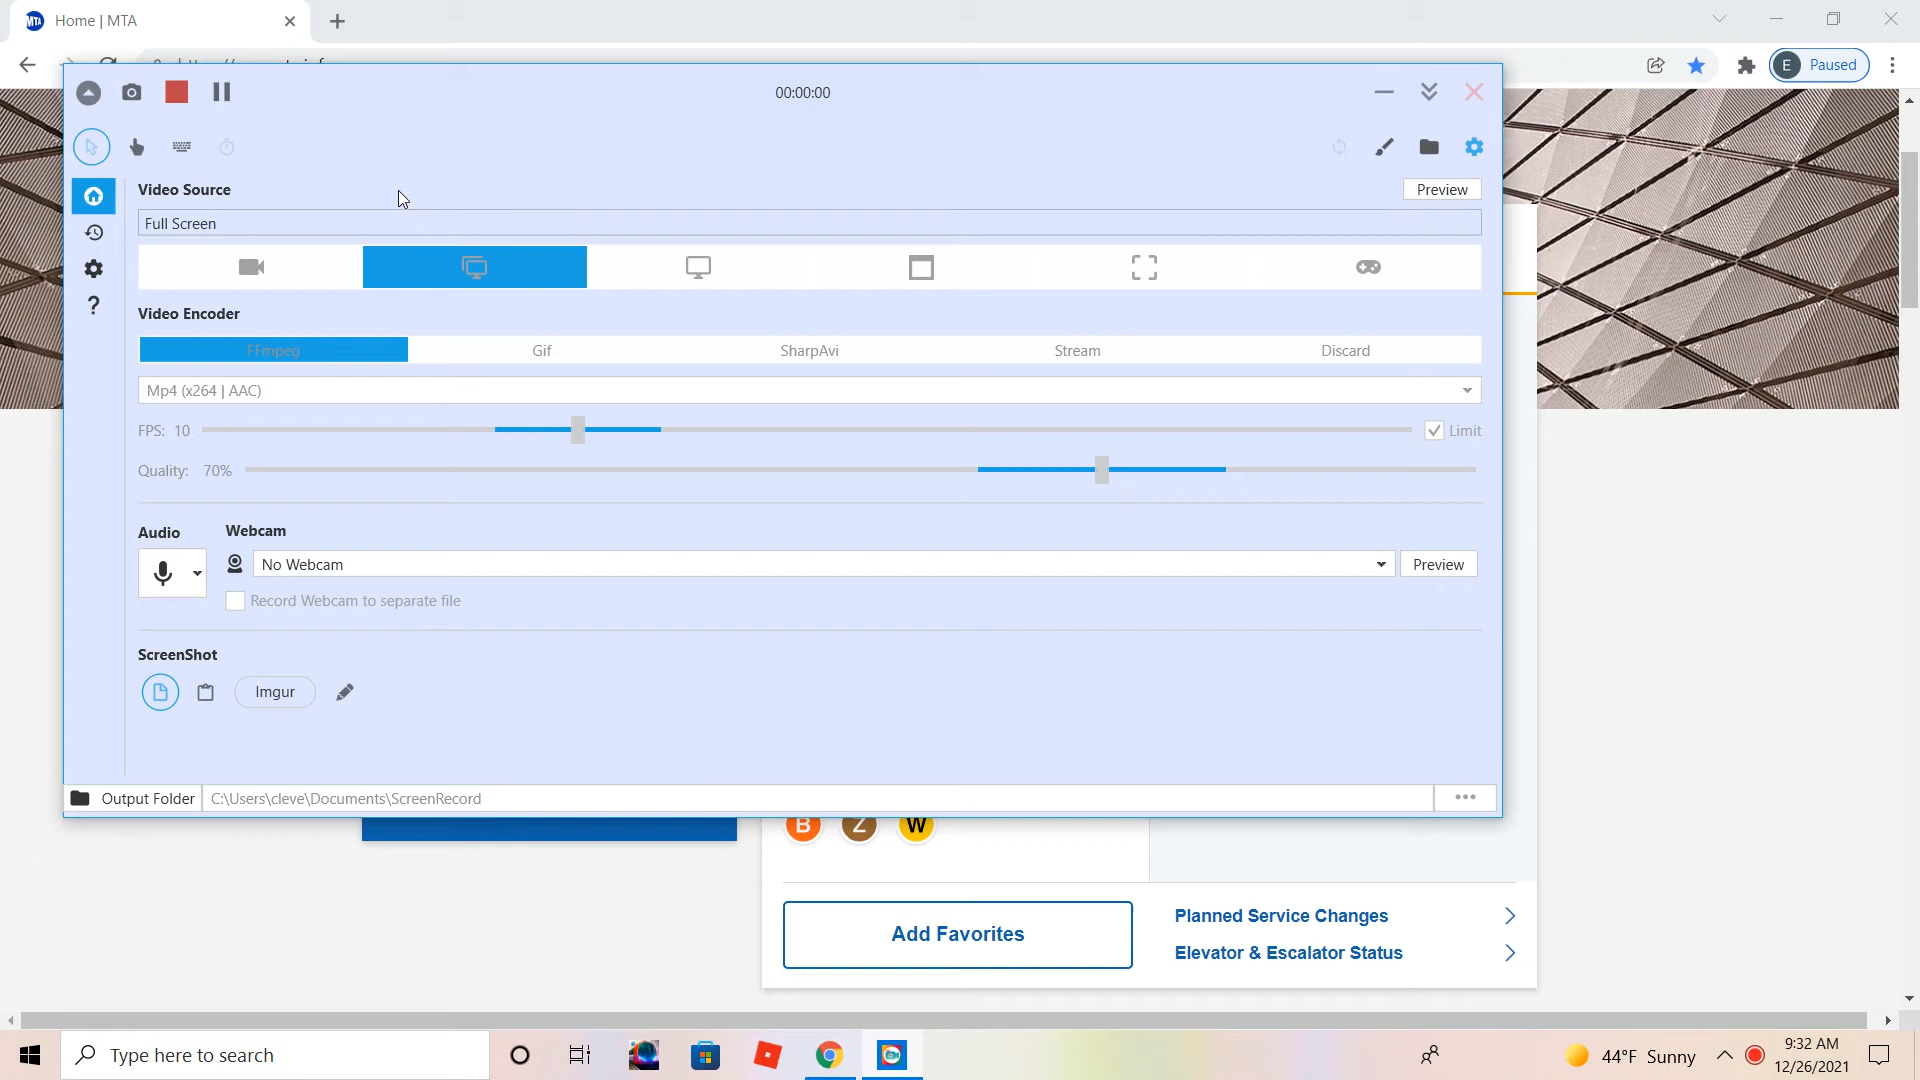 MTA Home | MTA
E Paused
00:00:00
Video Source
Preview
Full Screen
Video Encoder
FFmpeg Gif SharpAvi Stream Discard
Mp4 (x264 | AAC)
FPS: 10
Limit
Quality: 70%
Audio
Webcam
No Webcam
Preview
Record Webcam to separate file
ScreenShot
Imgur
Output Folder C:\Users\cleve\Documents\ScreenRecord
B Z W
Add Favorites
Planned Service Changes
Elevator & Escalator Status
Type here to search
44°F Sunny
9:32 AM
12/26/2021